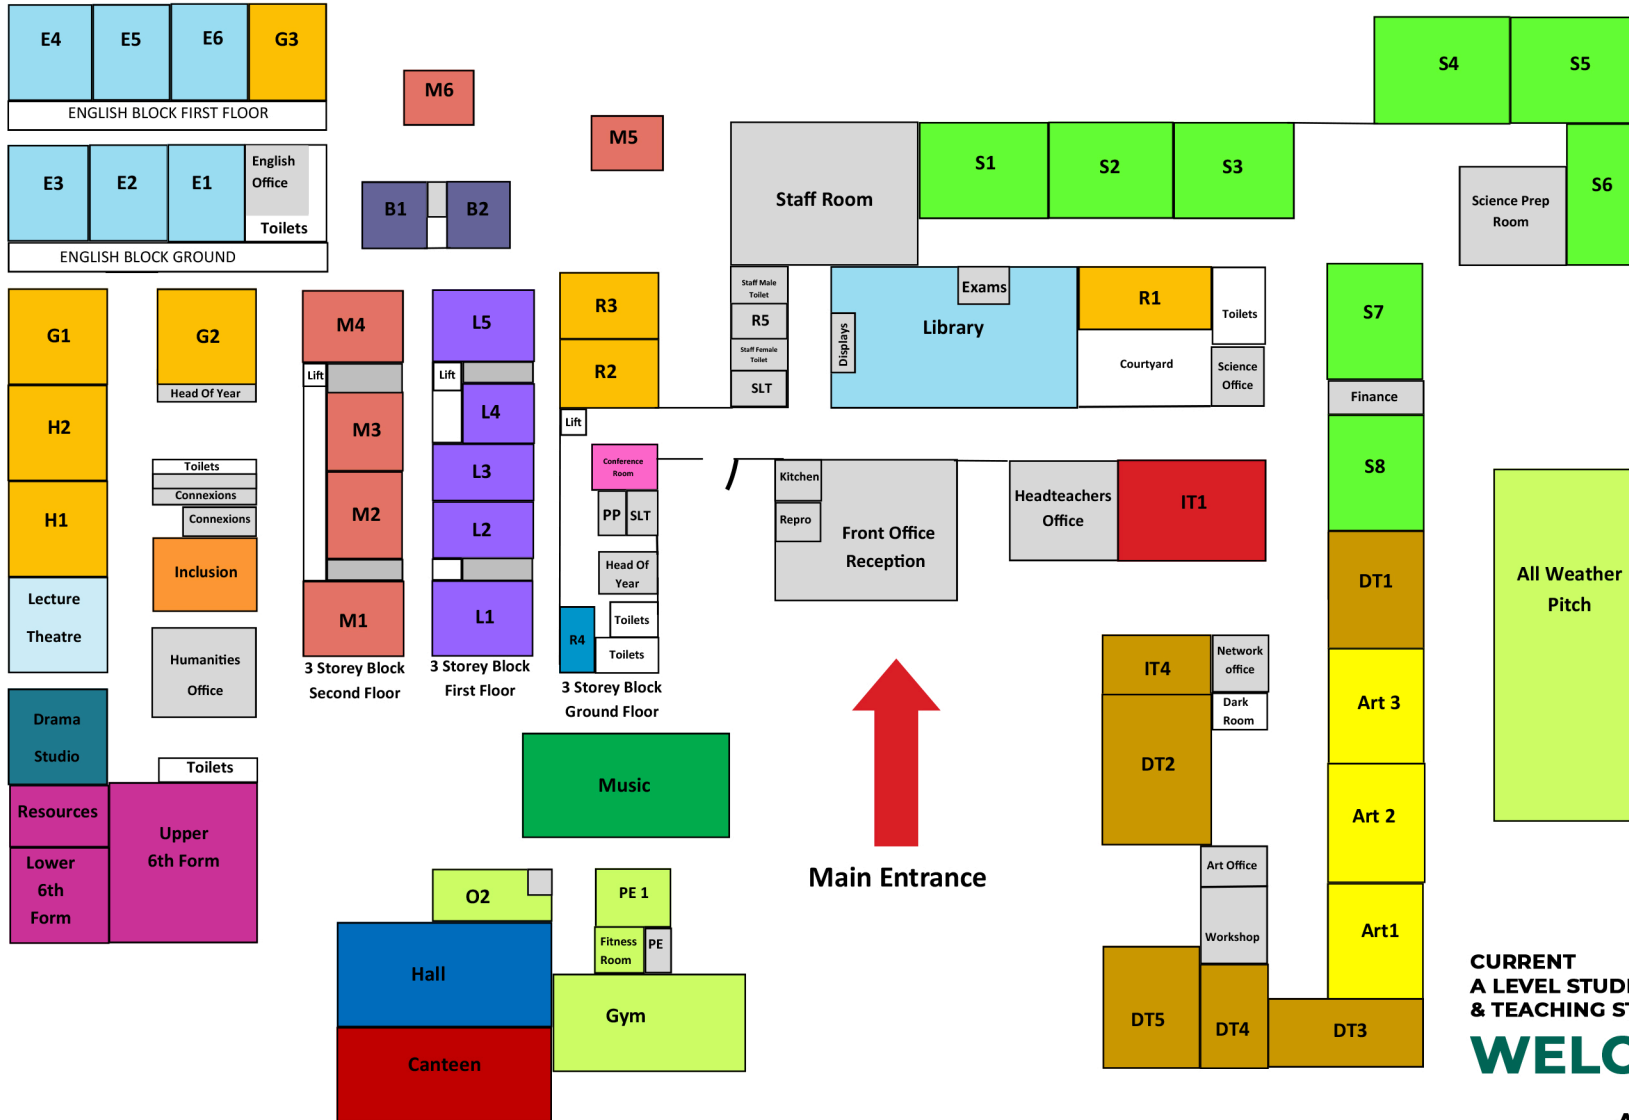 E4
E5
E6
G3
ENGLISH BLOCK FIRST FLOOR
E3
E2
E1
English
Office
Toilets
ENGLISH BLOCK GROUND
M6
M5
B1
B2
Staff Room
S1
S2
S3
S4
S5
S6
Science Prep
Room
G1
H2
H1
Lecture
Theatre
Drama
Studio
Resources
Lower
6th
Form
Upper
6th Form
G2
Head Of Year
Toilets
Connexions
Connexions
Inclusion
Humanities
Office
Toilets
M4
Lift
M3
M2
M1
3 Storey Block
Second Floor
L5
Lift
L4
L3
L2
L1
3 Storey Block
First Floor
R3
R2
Lift
Conference
Room
PP
SLT
Head Of
Year
Toilets
R4
Toilets
3 Storey Block
Ground Floor
Staff Male
Toilet
R5
Staff Female
Toilet
SLT
Displays
Library
Exams
R1
Courtyard
Toilets
Science
Office
S7
Finance
S8
DT1
Art 3
Art 2
Art1
DT3
Kitchen
Repro
Front Office
Reception
Headteachers
Office
IT1
All Weather
Pitch
IT4
Network
office
Dark
Room
DT2
Art Office
Workshop
DT5
DT4
Music
Main Entrance
O2
PE 1
Fitness
Room
PE
Hall
Gym
Canteen
CURRENT
A LEVEL STUD
& TEACHING ST
WELC